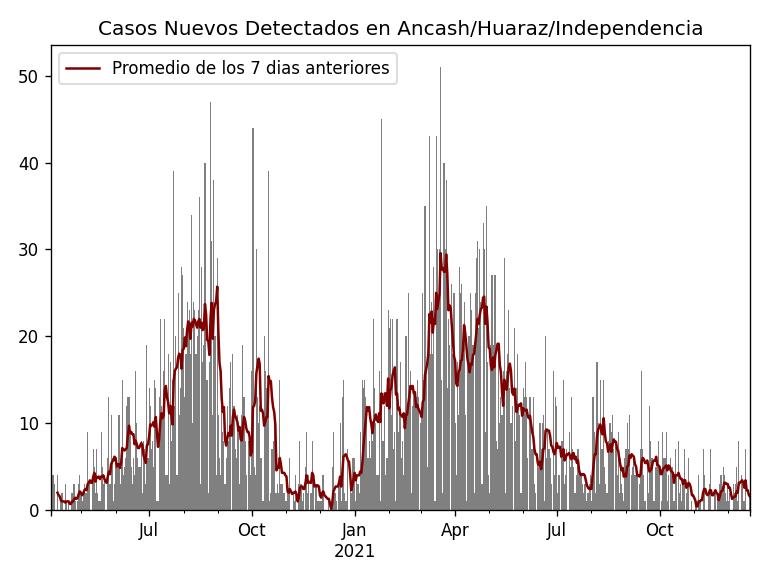 Casos Nuevos Detectados en Ancash/Huaraz/Independencia
Promedio de los 7 dias anteriores
50
40
30
20
10
0
Jul
Oct
Jan
2021
Apr
Jul
Oct